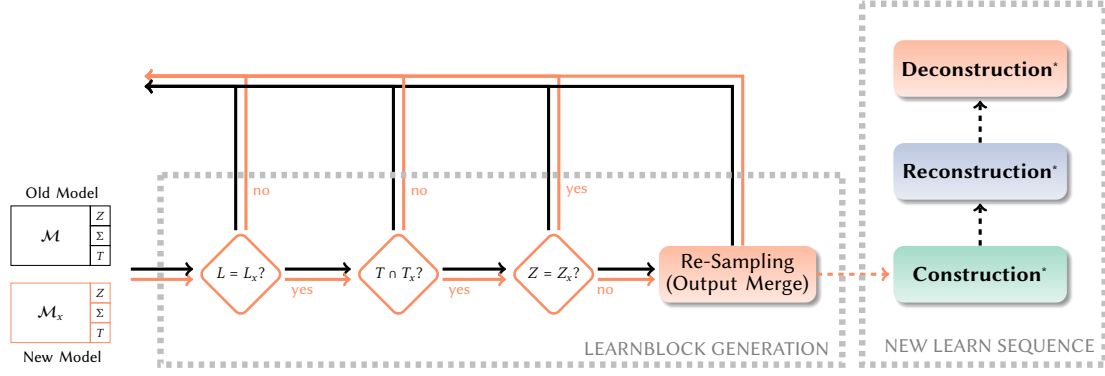 Deconstruction*
Reconstruction*
Construction*
NEW LEARN SEQUENCE
no
no
yes
Old Model
M
Z
Σ
T
L = Lₓ?
T ∩ Tₓ?
Z = Zₓ?
yes
yes
no
Re-Sampling
(Output Merge)
Mₓ
Z
Σ
T
New Model
LEARNBLOCK GENERATION